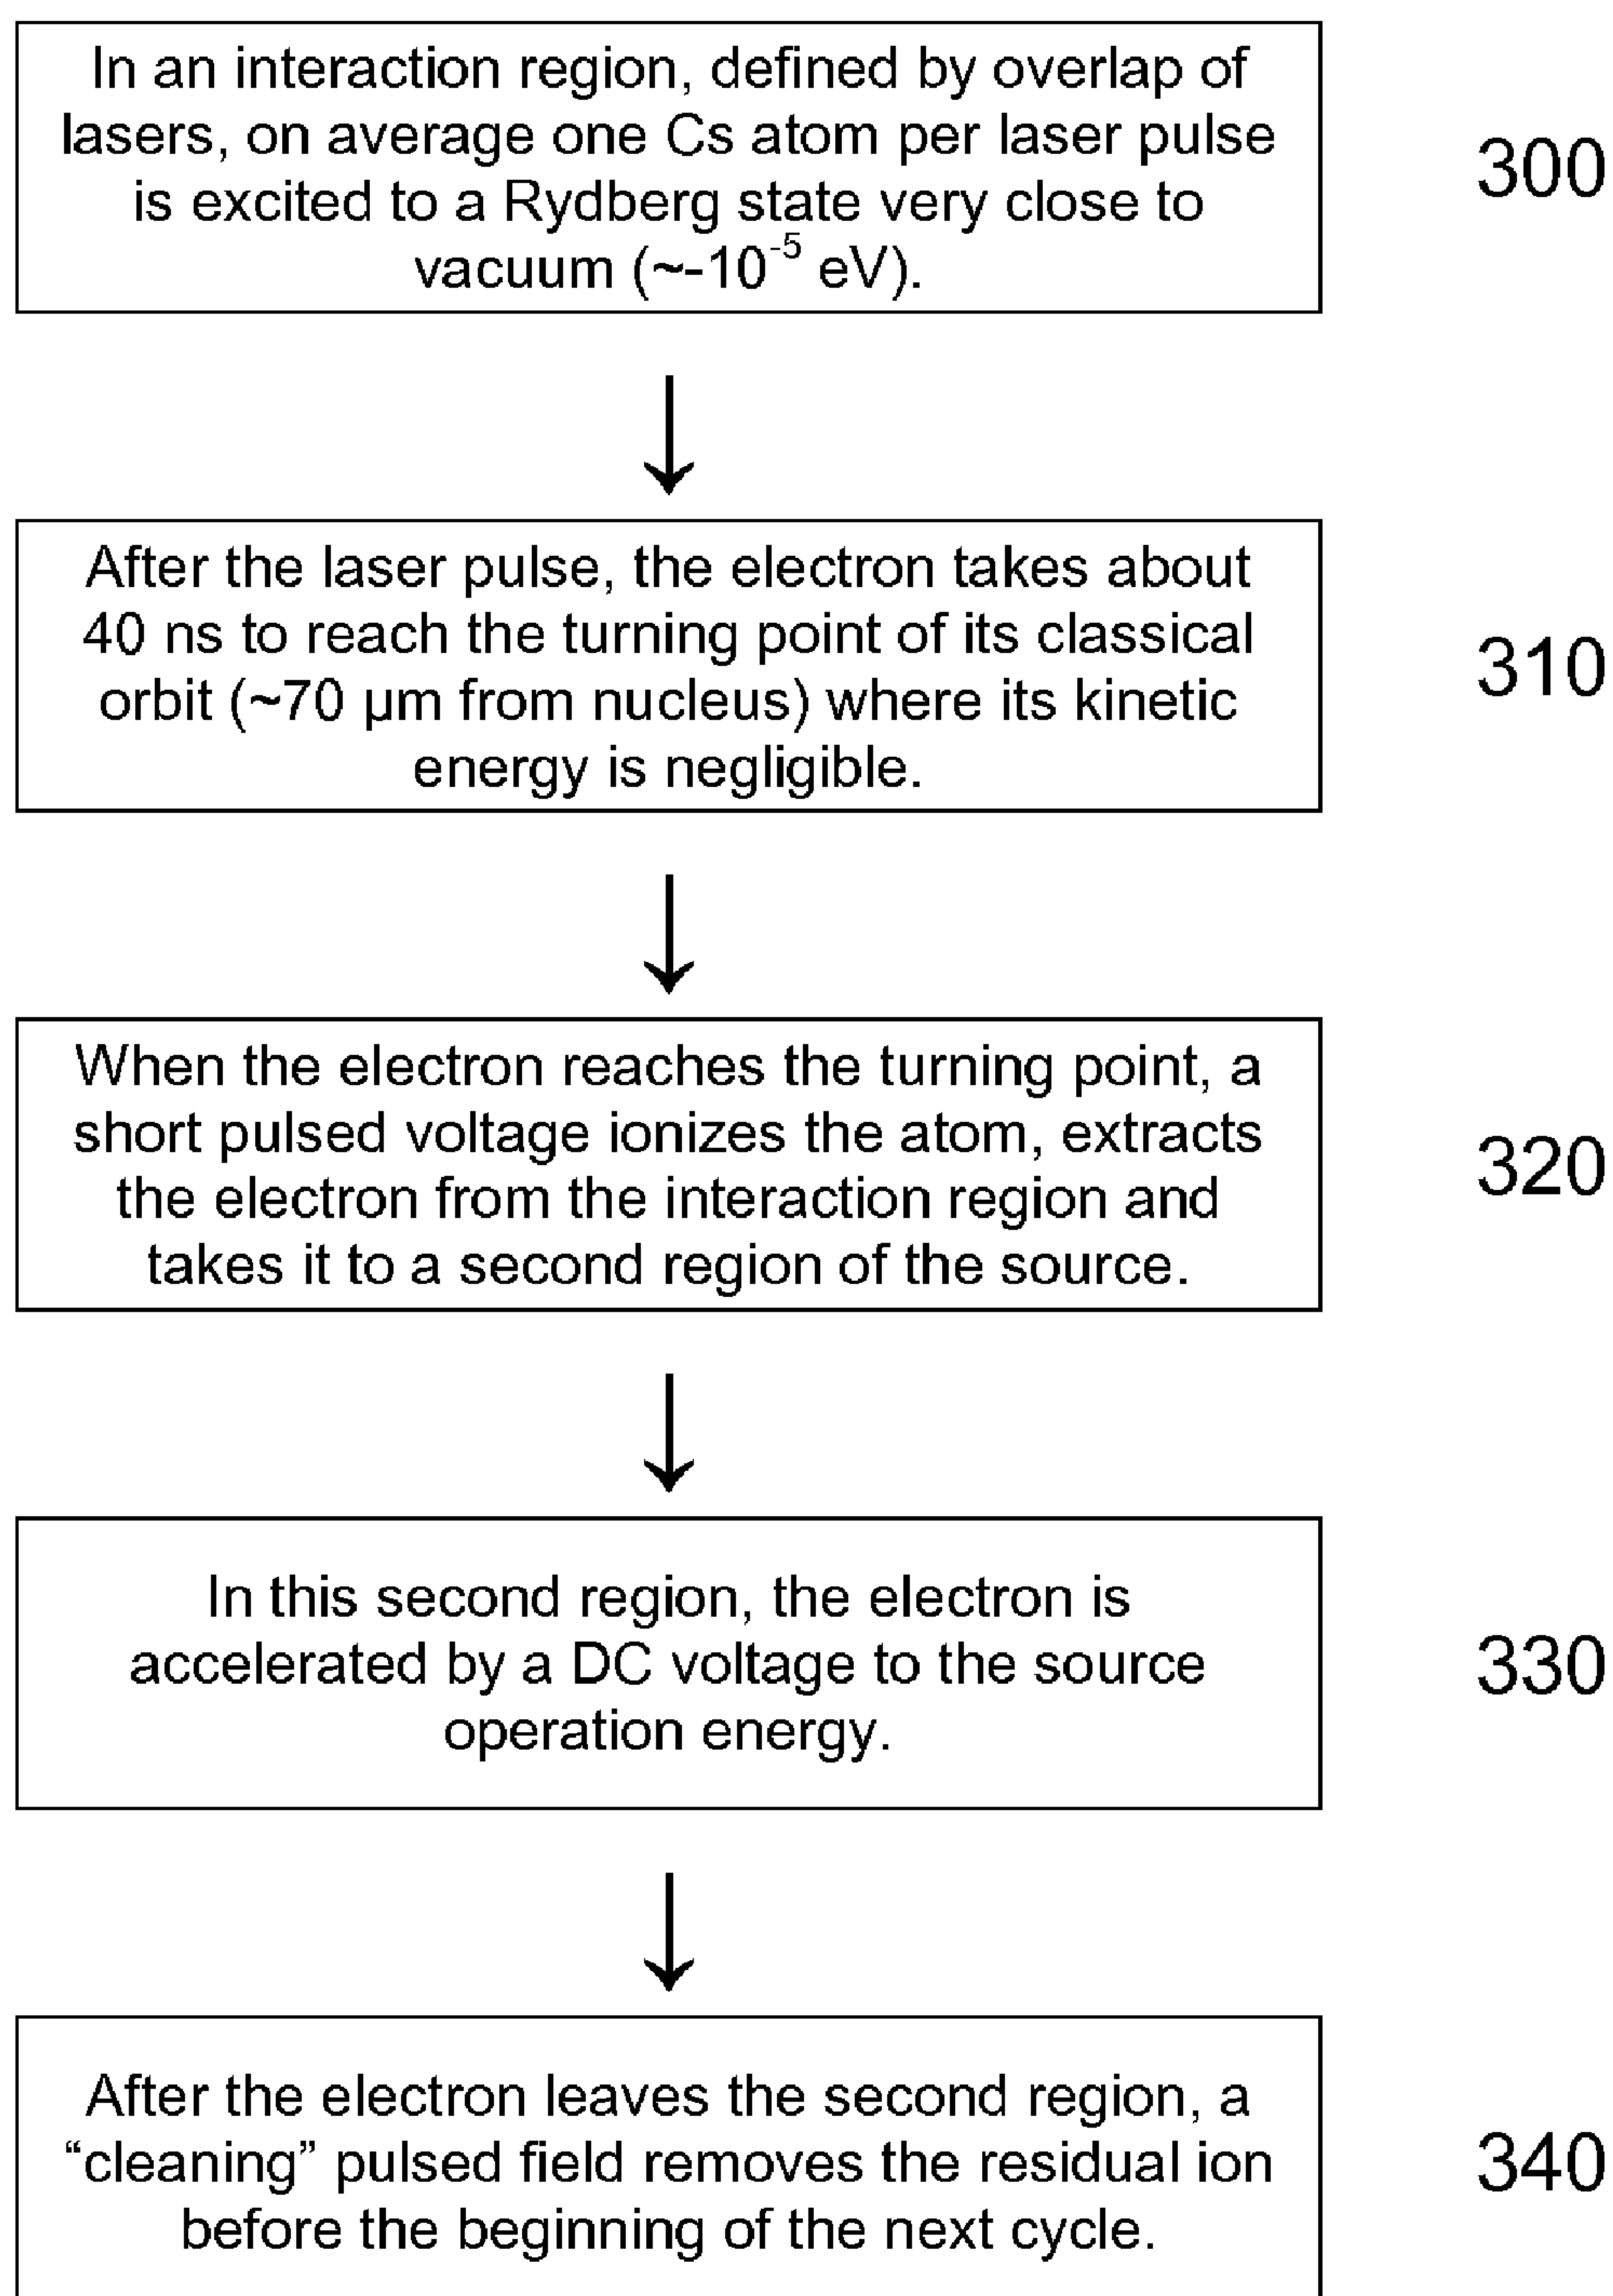 In an interaction region, defined by overlap of
lasers, on average one Cs atom per laser pulse
is excited to a Rydberg state very close to
vacuum (~-10⁻⁵ eV).
300
After the laser pulse, the electron takes about
40 ns to reach the turning point of its classical
orbit (~70 µm from nucleus) where its kinetic
energy is negligible.
310
When the electron reaches the turning point, a
short pulsed voltage ionizes the atom, extracts
the electron from the interaction region and
takes it to a second region of the source.
320
In this second region, the electron is
accelerated by a DC voltage to the source
operation energy.
330
After the electron leaves the second region, a
“cleaning” pulsed field removes the residual ion
before the beginning of the next cycle.
340